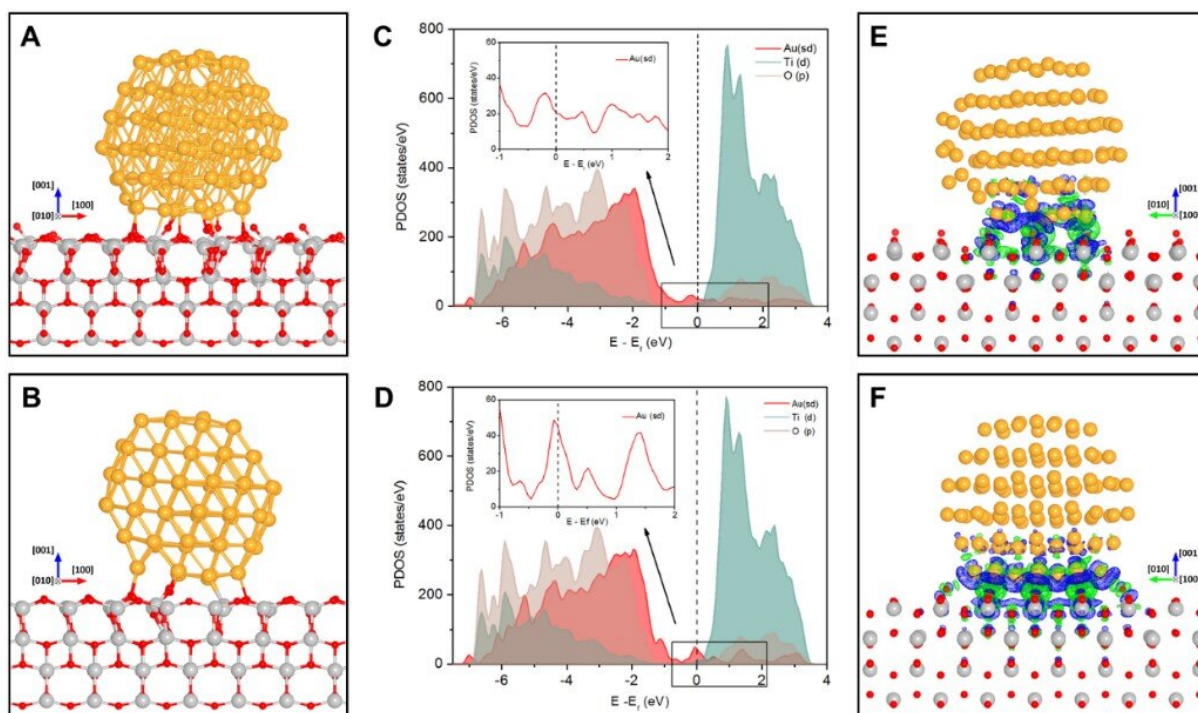 A
[001]
[010]
[100]
B
[001]
[010]
[100]
C
800
600
400
200
0
PDOS (states/eV)
-6
-4
-2
0
2
4
E - E_f (eV)
Au(sd)
Ti (d)
O (p)
60
40
20
0
PDOS (states/eV)
Au(sd)
-1
0
1
2
E - E_f (eV)
D
800
600
400
200
0
PDOS (states/eV)
-6
-4
-2
0
2
4
E -E_f (eV)
Au(sd)
Ti (d)
O (p)
60
40
20
0
PDOS (states/eV)
Au (sd)
-1
0
1
2
E - Ef (eV)
E
[001]
[010]
[100]
F
[001]
[010]
[100]